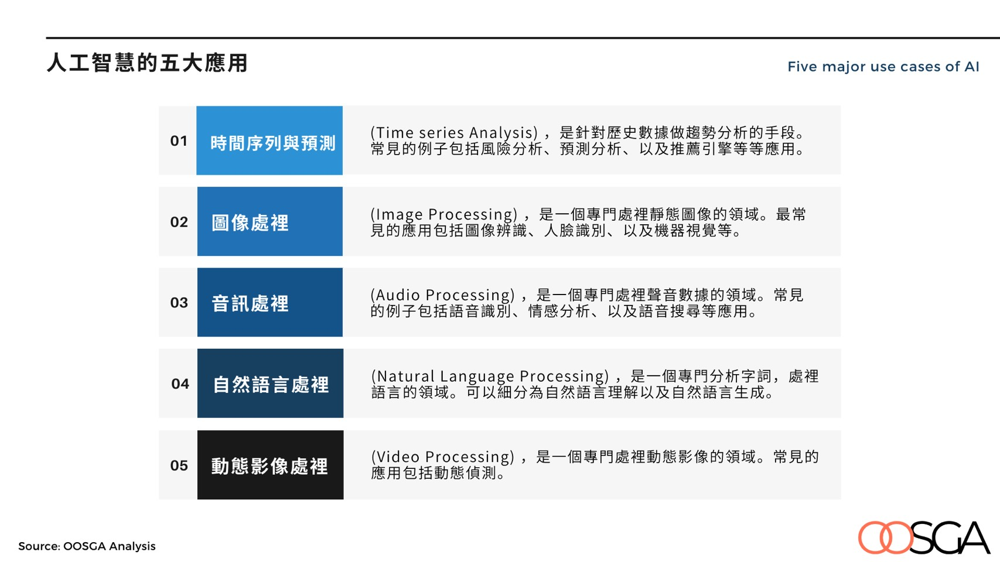 人工智慧的五大應用
Five major use cases of AI
01
時間序列與預測
(Time series Analysis) ，是針對歷史數據做趨勢分析的手段。
常見的例子包括風險分析、預測分析、以及推薦引擎等等應用。
02
圖像處裡
(Image Processing) ，是一個專門處裡靜態圖像的領域。最常
見的應用包括圖像辨識、人臉識別、以及機器視覺等。
03
音訊處裡
(Audio Processing) ，是一個專門處裡聲音數據的領域。常見
的例子包括語音識別、情感分析、以及語音搜尋等應用。
04
自然語言處裡
(Natural Language Processing) ，是一個專門分析字詞，處裡
語言的領域。可以細分為自然語言理解以及自然語言生成。
05
動態影像處裡
(Video Processing) ，是一個專門處裡動態影像的領域。常見的
應用包括動態偵測。
Source: OOSGA Analysis
OOSGA